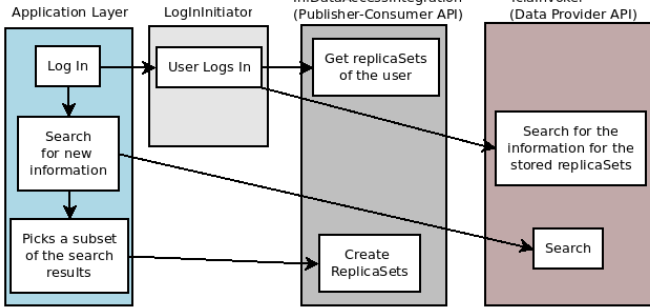 Application Layer
LogInInitiator
(Publisher-Consumer API)
(Data Provider API)
Log In
User Logs In
Get replicaSets
of the user
Search
for new
information
Search for the
information for the
stored replicaSets
Picks a subset
of the search
results
Create
ReplicaSets
Search